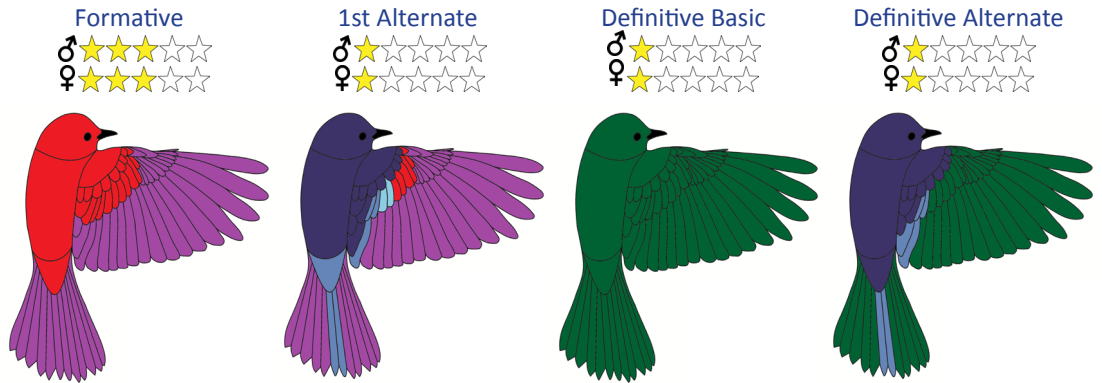 Formative
1st Alternate
Definitive Basic
Definitive Alternate
♂
♀
♂
♀
♂
♀
♂
♀